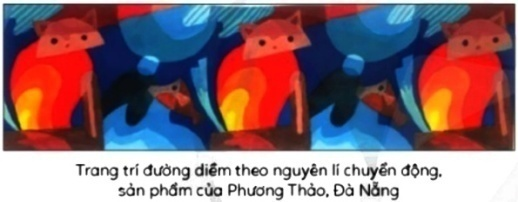 Trang trí đường diềm theo nguyên lí chuyển động,
sản phẩm của Phương Thảo, Đà Nẵng